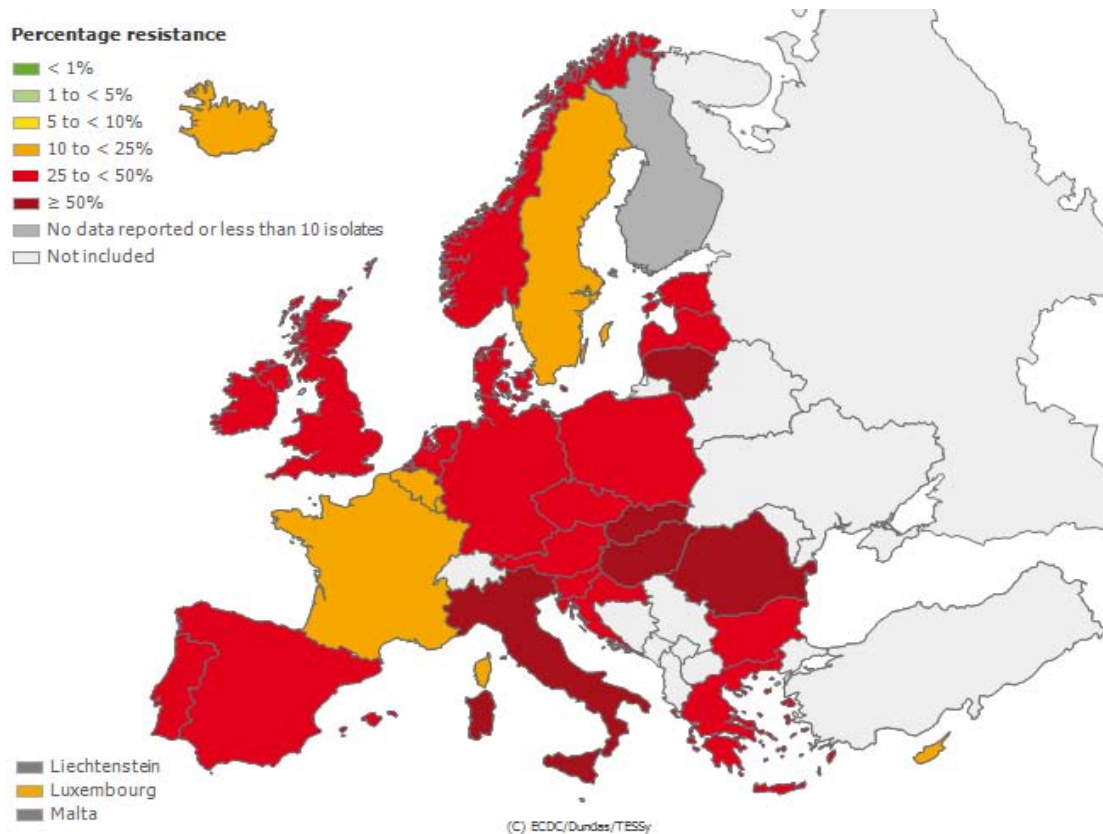 Percentage resistance
< 1%
1 to < 5%
5 to < 10%
10 to < 25%
25 to < 50%
≥ 50%
No data reported or less than 10 isolates
Not included
Liechtenstein
Luxembourg
Malta
(C) ECDC/Dundas/TESSy